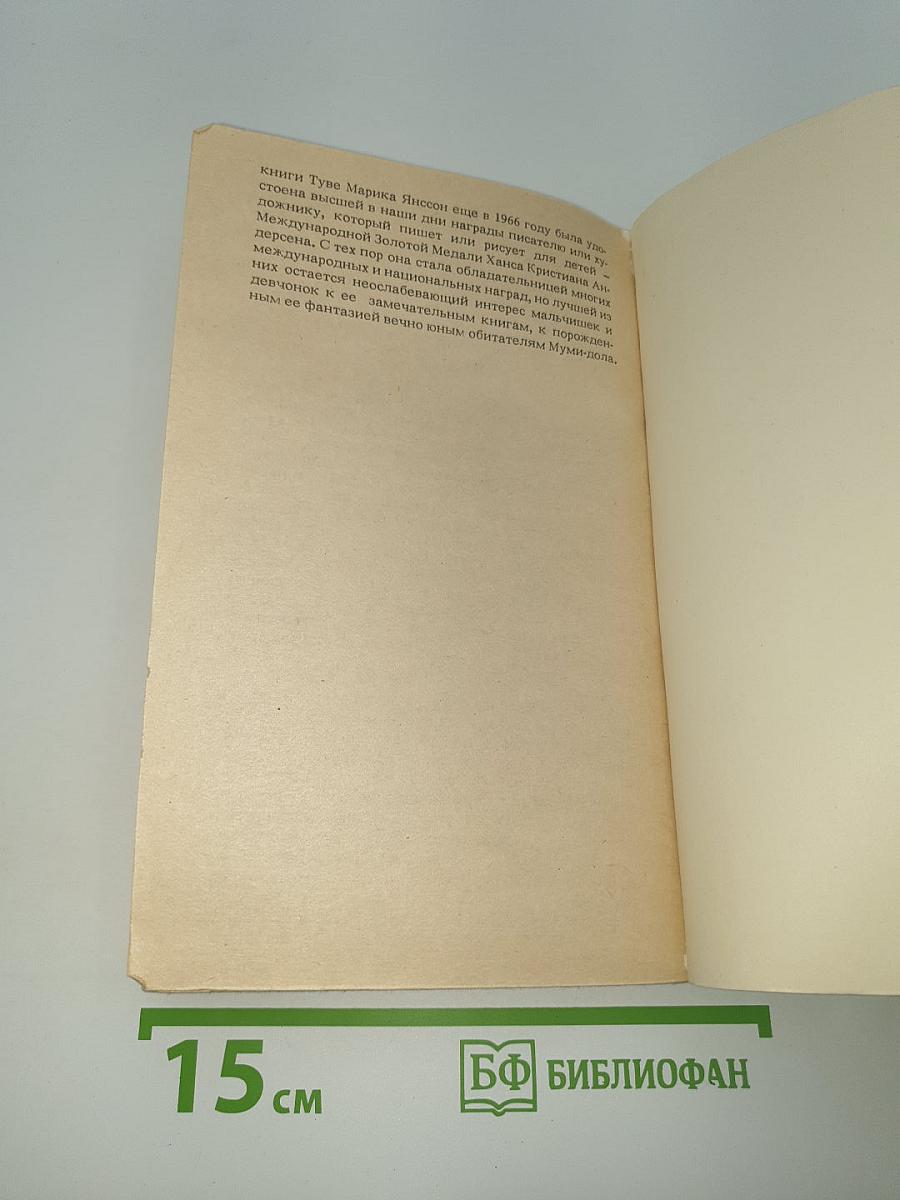 книги Туве Марика Янссон еще в 1966 году была удо-
стоена высшей в наши дни награды писателю или ху-
дожнику, который пишет или рисует для детей –
Международной Золотой Медали Ханса Кристиана Ан-
дерсена. С тех пор она стала обладательницей многих
международных и национальных наград, но лучшей из
них остается неослабевающий интерес мальчишек и
девчонок к ее замечательным книгам, к порожден-
ным ее фантазией вечно юным обитателям Муми-дола.
15 см
БФ БИБЛИОФАН